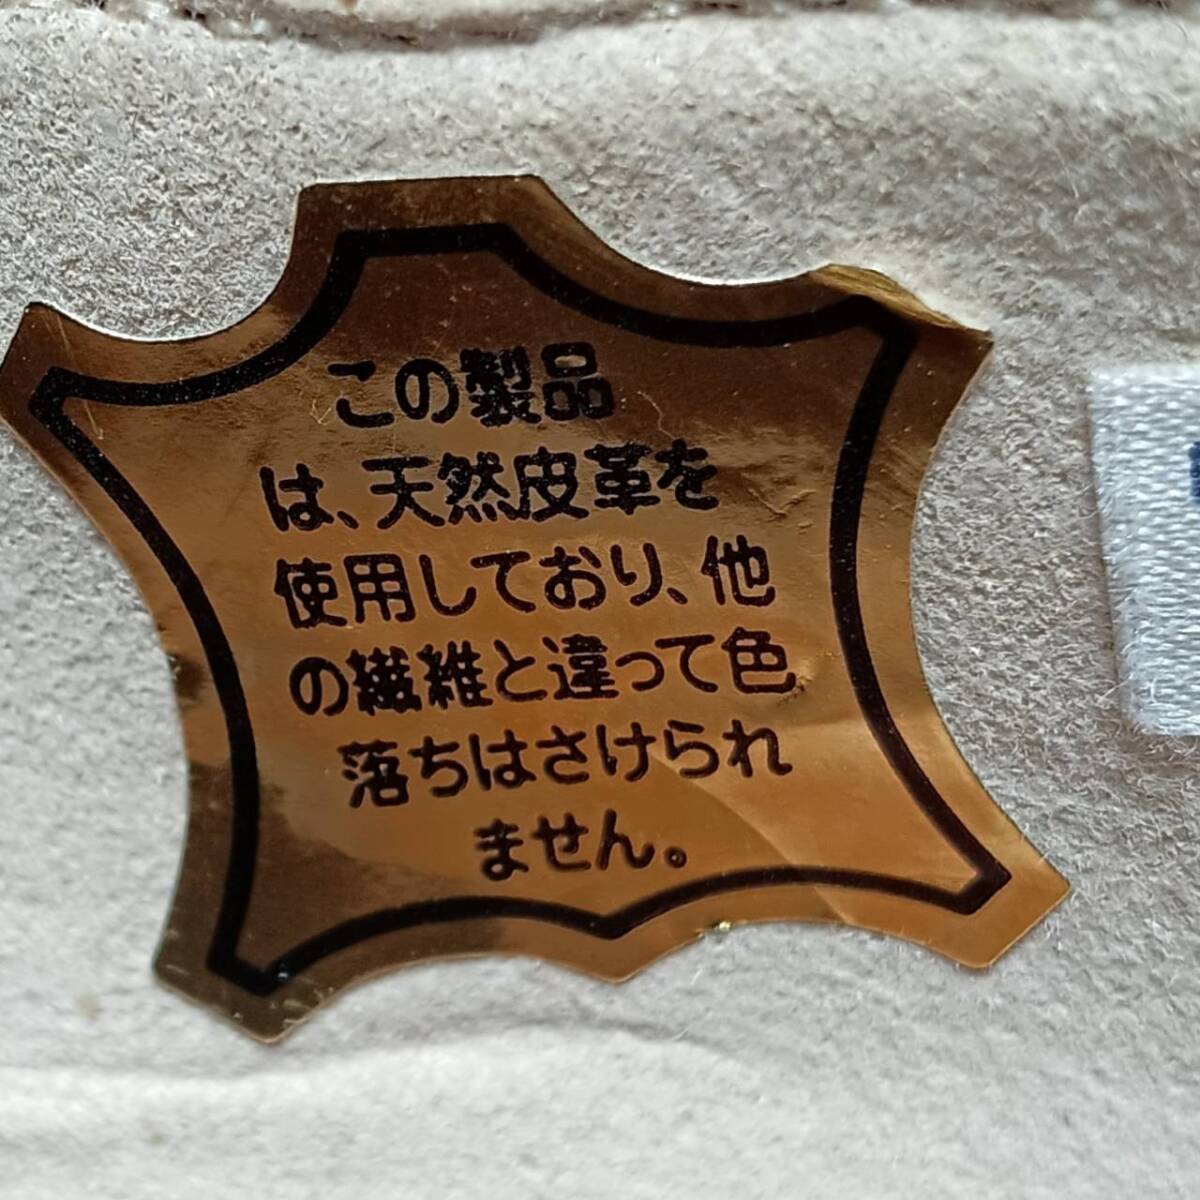 この製品
は、天然皮革を
使用しており、他
の繊維と違って色
落ちはさけられ
ません。